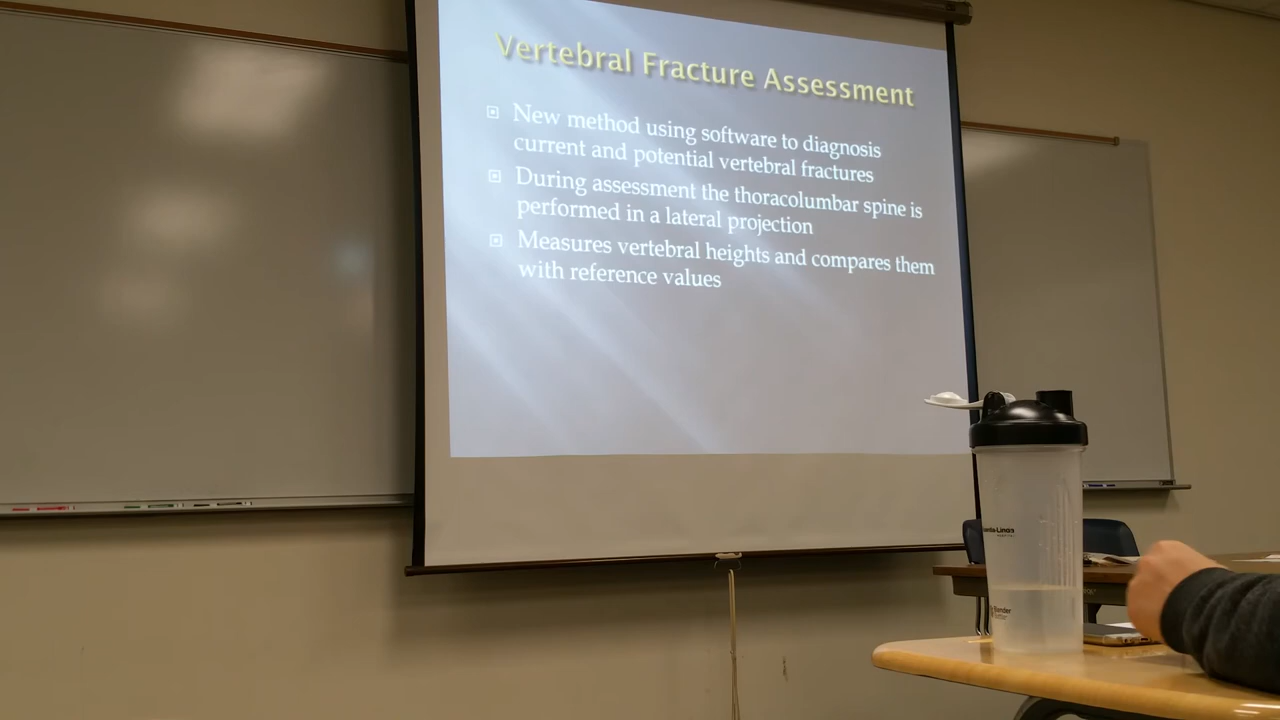 Vertebral Fracture Assessment
New method using software to diagnosis
current and potential vertebral fractures
During assessment the thoracolumbar spine is
performed in a lateral projection
Measures vertebral heights and compares them
with reference values